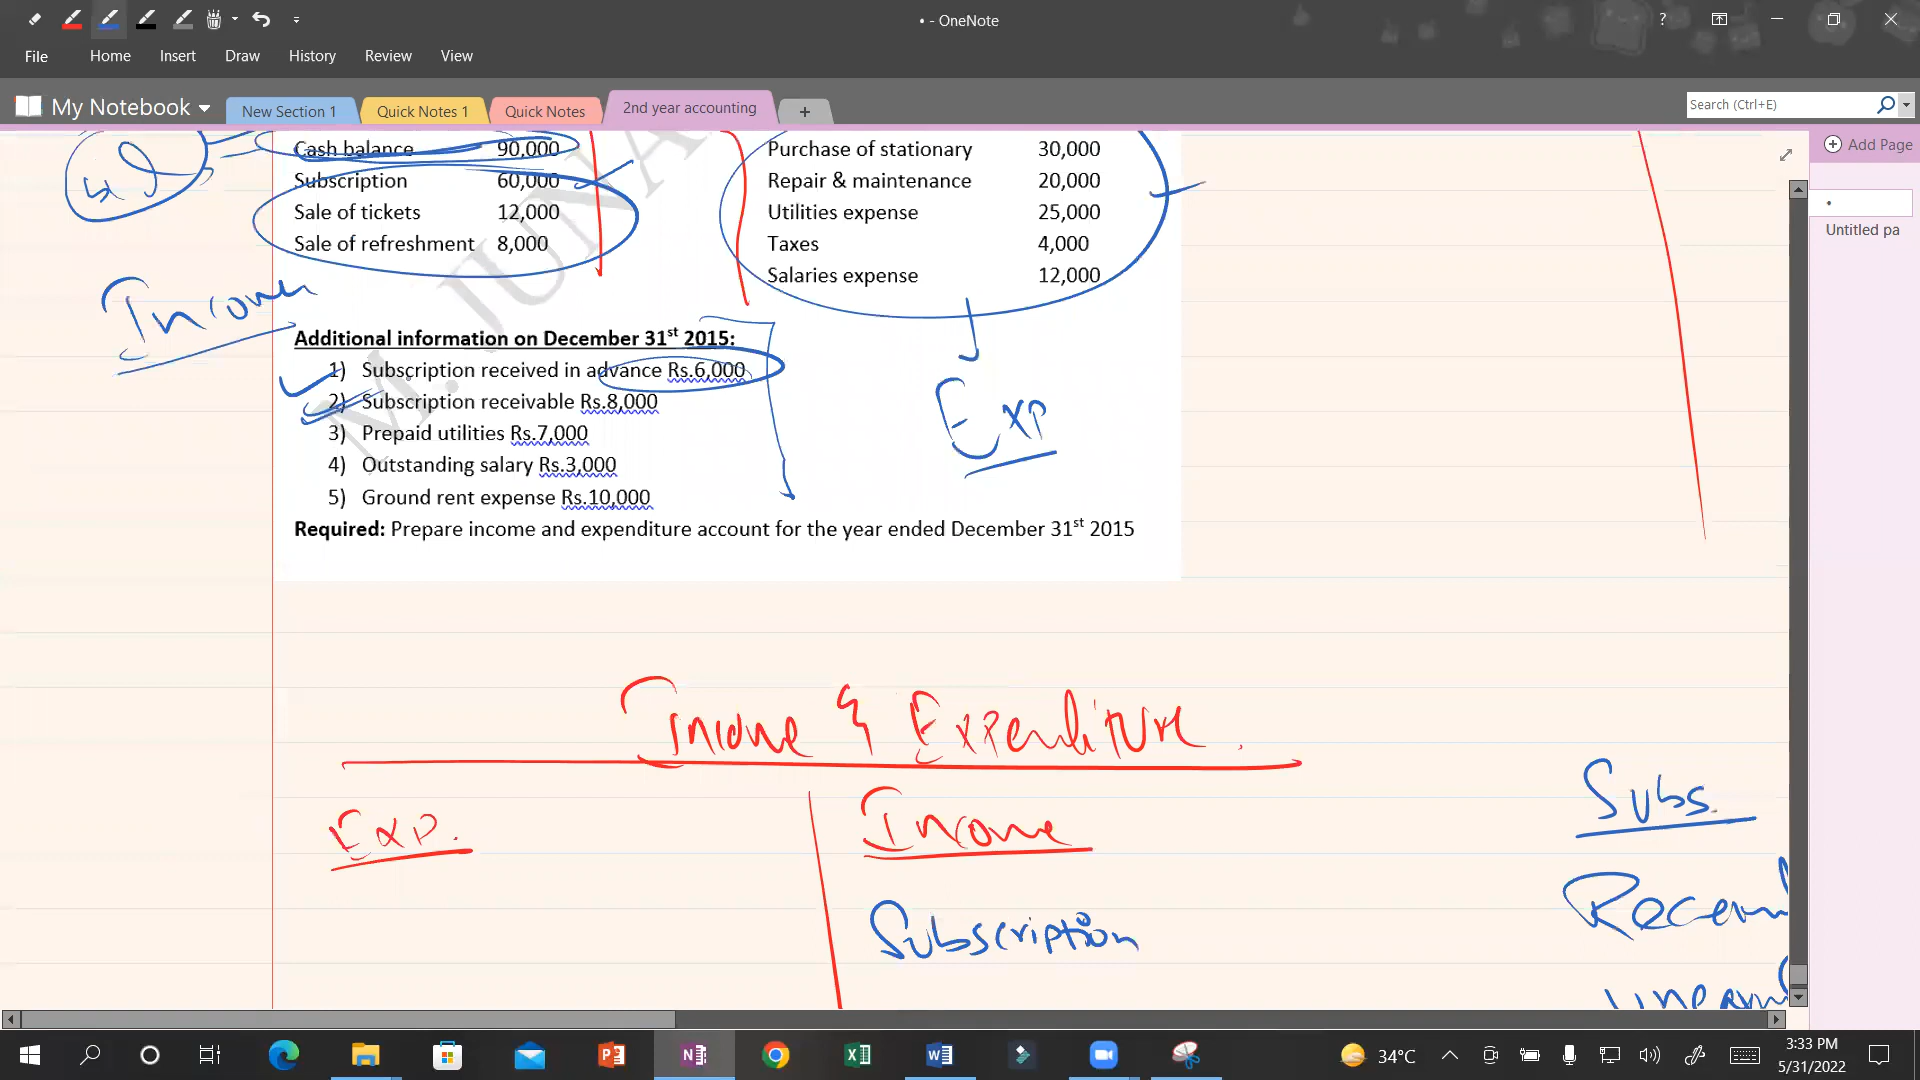 • - OneNote
?
File Home Insert Draw History Review View
My Notebook New Section 1 Quick Notes 1 Quick Notes 2nd year accounting +
Search (Ctrl+E)
Add Page
•
Untitled pa
Cash balance 90,000 Purchase of stationary 30,000
Subscription 60,000 Repair & maintenance 20,000
Sale of tickets 12,000 Utilities expense 25,000
Sale of refreshment 8,000 Taxes 4,000
Salaries expense 12,000
Income
Additional information on December 31st 2015:
1) Subscription received in advance Rs.6,000
2) Subscription receivable Rs.8,000
3) Prepaid utilities Rs.7,000
4) Outstanding salary Rs.3,000
5) Ground rent expense Rs.10,000
Exp
Required: Prepare income and expenditure account for the year ended December 31st 2015
M. JUNA
Income & Expenditure.
Exp. Income
Subs.
Subscription
34°C
3:33 PM
5/31/2022